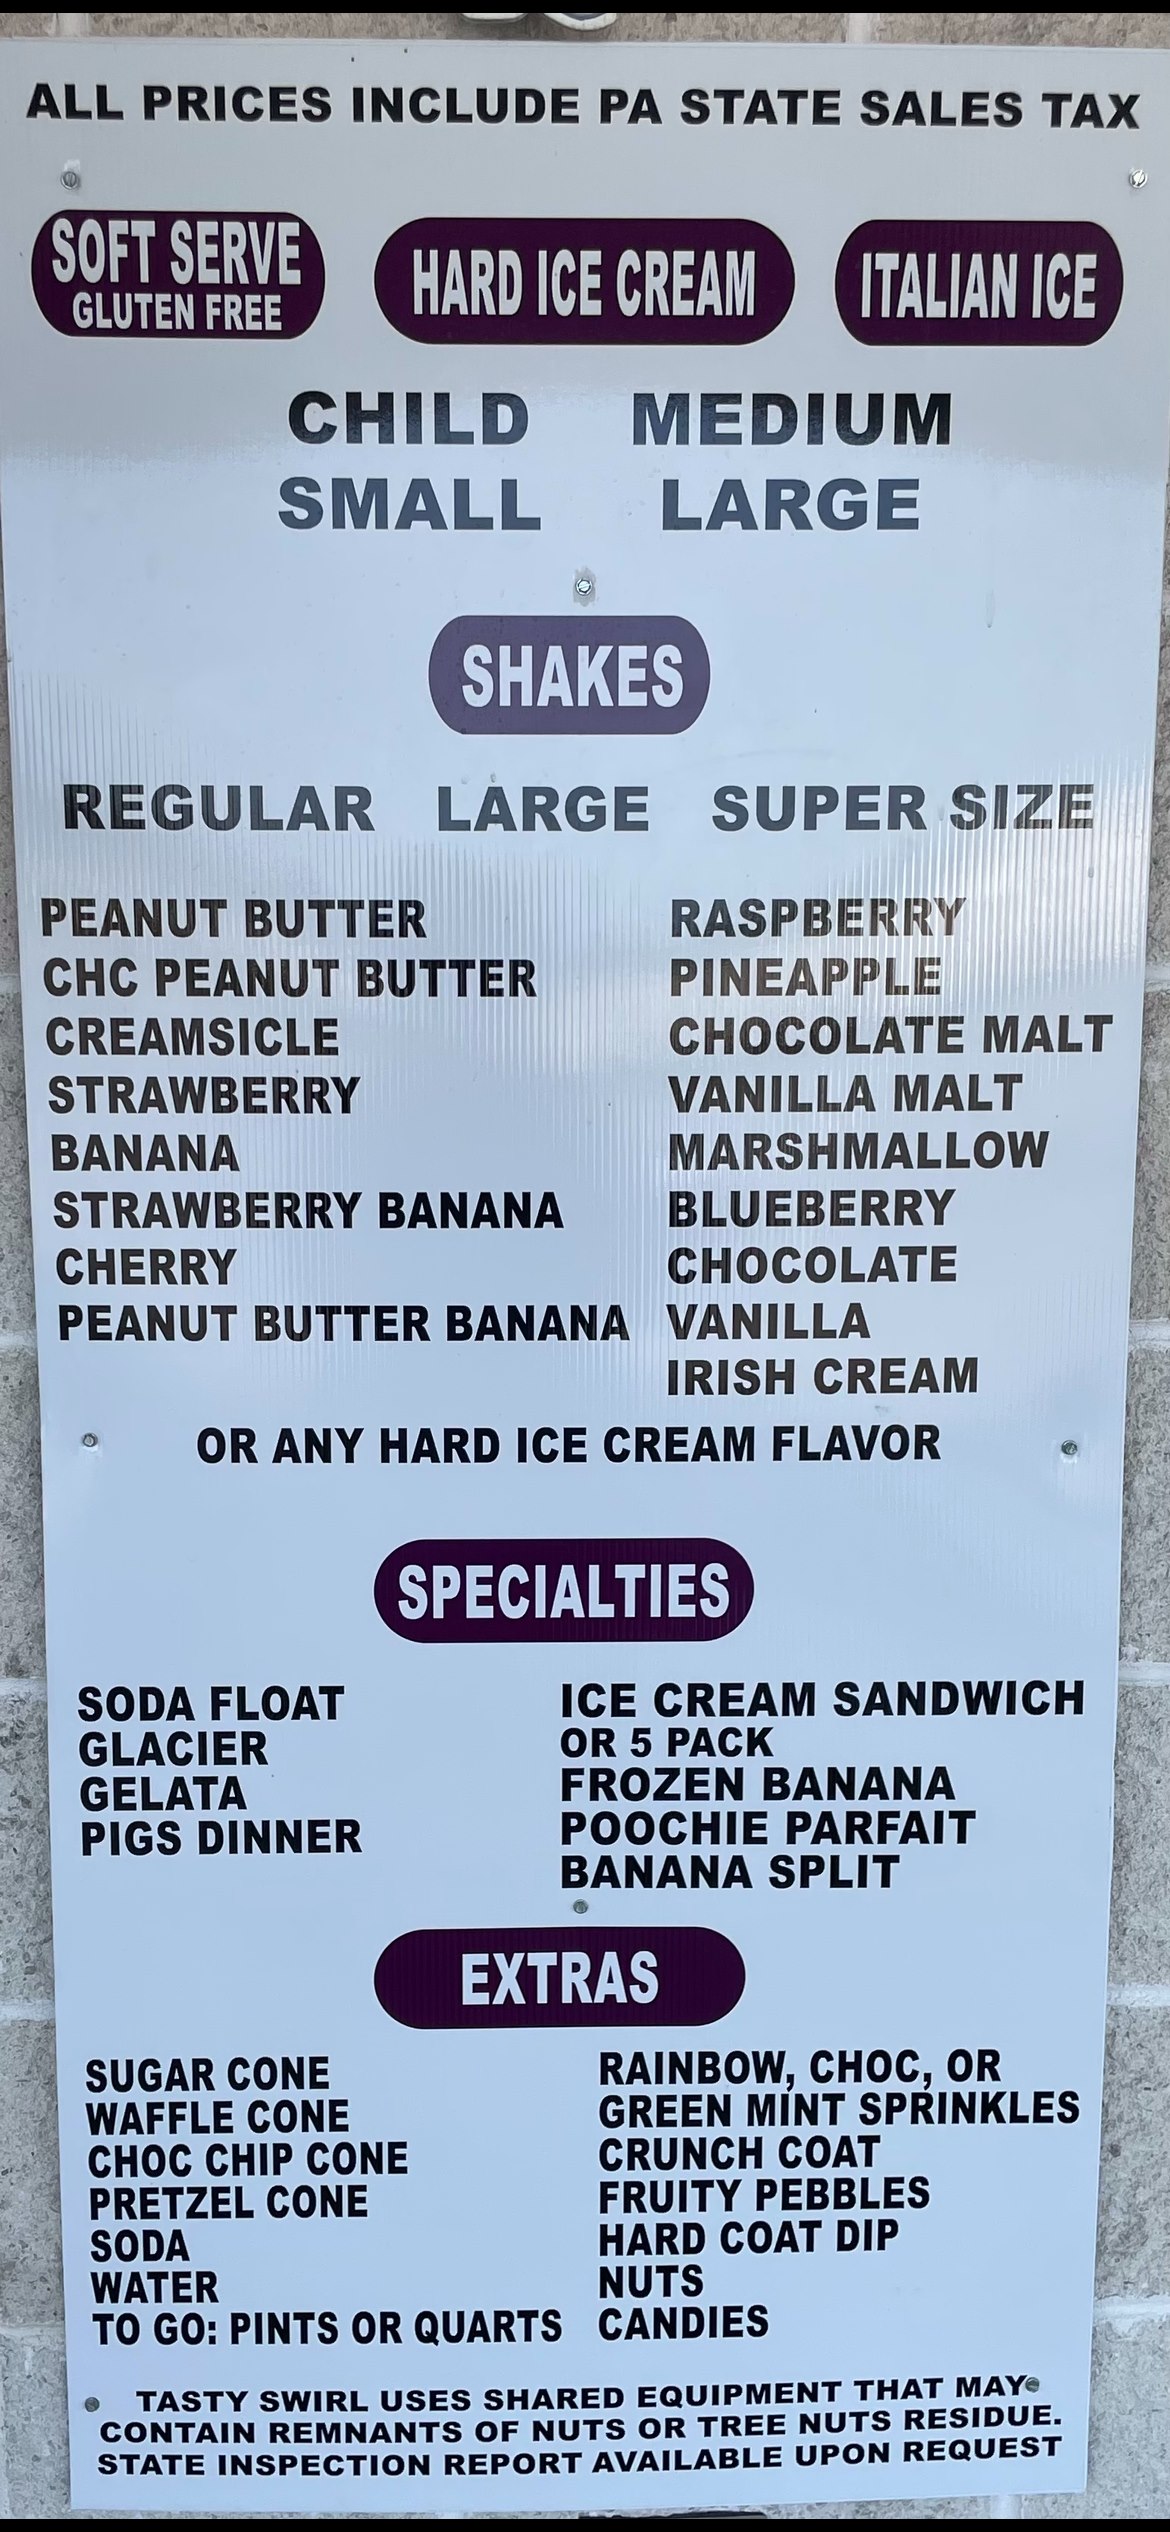 ALL PRICES INCLUDE PA STATE SALES TAX
SOFT SERVE
GLUTEN FREE
HARD ICE CREAM
ITALIAN ICE
CHILD MEDIUM
SMALL LARGE
SHAKES
REGULAR LARGE SUPER SIZE
PEANUT BUTTER
CHC PEANUT BUTTER
CREAMSICLE
STRAWBERRY
BANANA
STRAWBERRY BANANA
CHERRY
PEANUT BUTTER BANANA
RASPBERRY
PINEAPPLE
CHOCOLATE MALT
VANILLA MALT
MARSHMALLOW
BLUEBERRY
CHOCOLATE
VANILLA
IRISH CREAM
OR ANY HARD ICE CREAM FLAVOR
SPECIALTIES
SODA FLOAT
GLACIER
GELATA
PIGS DINNER
ICE CREAM SANDWICH
OR 5 PACK
FROZEN BANANA
POOCHIE PARFAIT
BANANA SPLIT
EXTRAS
SUGAR CONE
WAFFLE CONE
CHOC CHIP CONE
PRETZEL CONE
SODA
WATER
TO GO: PINTS OR QUARTS
RAINBOW, CHOC, OR
GREEN MINT SPRINKLES
CRUNCH COAT
FRUITY PEBBLES
HARD COAT DIP
NUTS
CANDIES
TASTY SWIRL USES SHARED EQUIPMENT THAT MAY
CONTAIN REMNANTS OF NUTS OR TREE NUTS RESIDUE.
STATE INSPECTION REPORT AVAILABLE UPON REQUEST